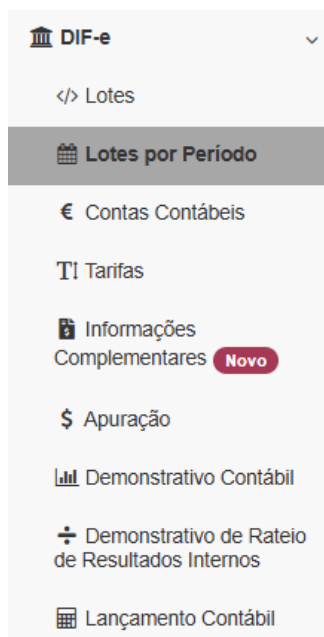 DIF-e
</> Lotes
Lotes por Período
€ Contas Contábeis
TI Tarifas
Informações
Complementares Novo
$ Apuração
Demonstrativo Contábil
Demonstrativo de Rateio
de Resultados Internos
Lançamento Contábil